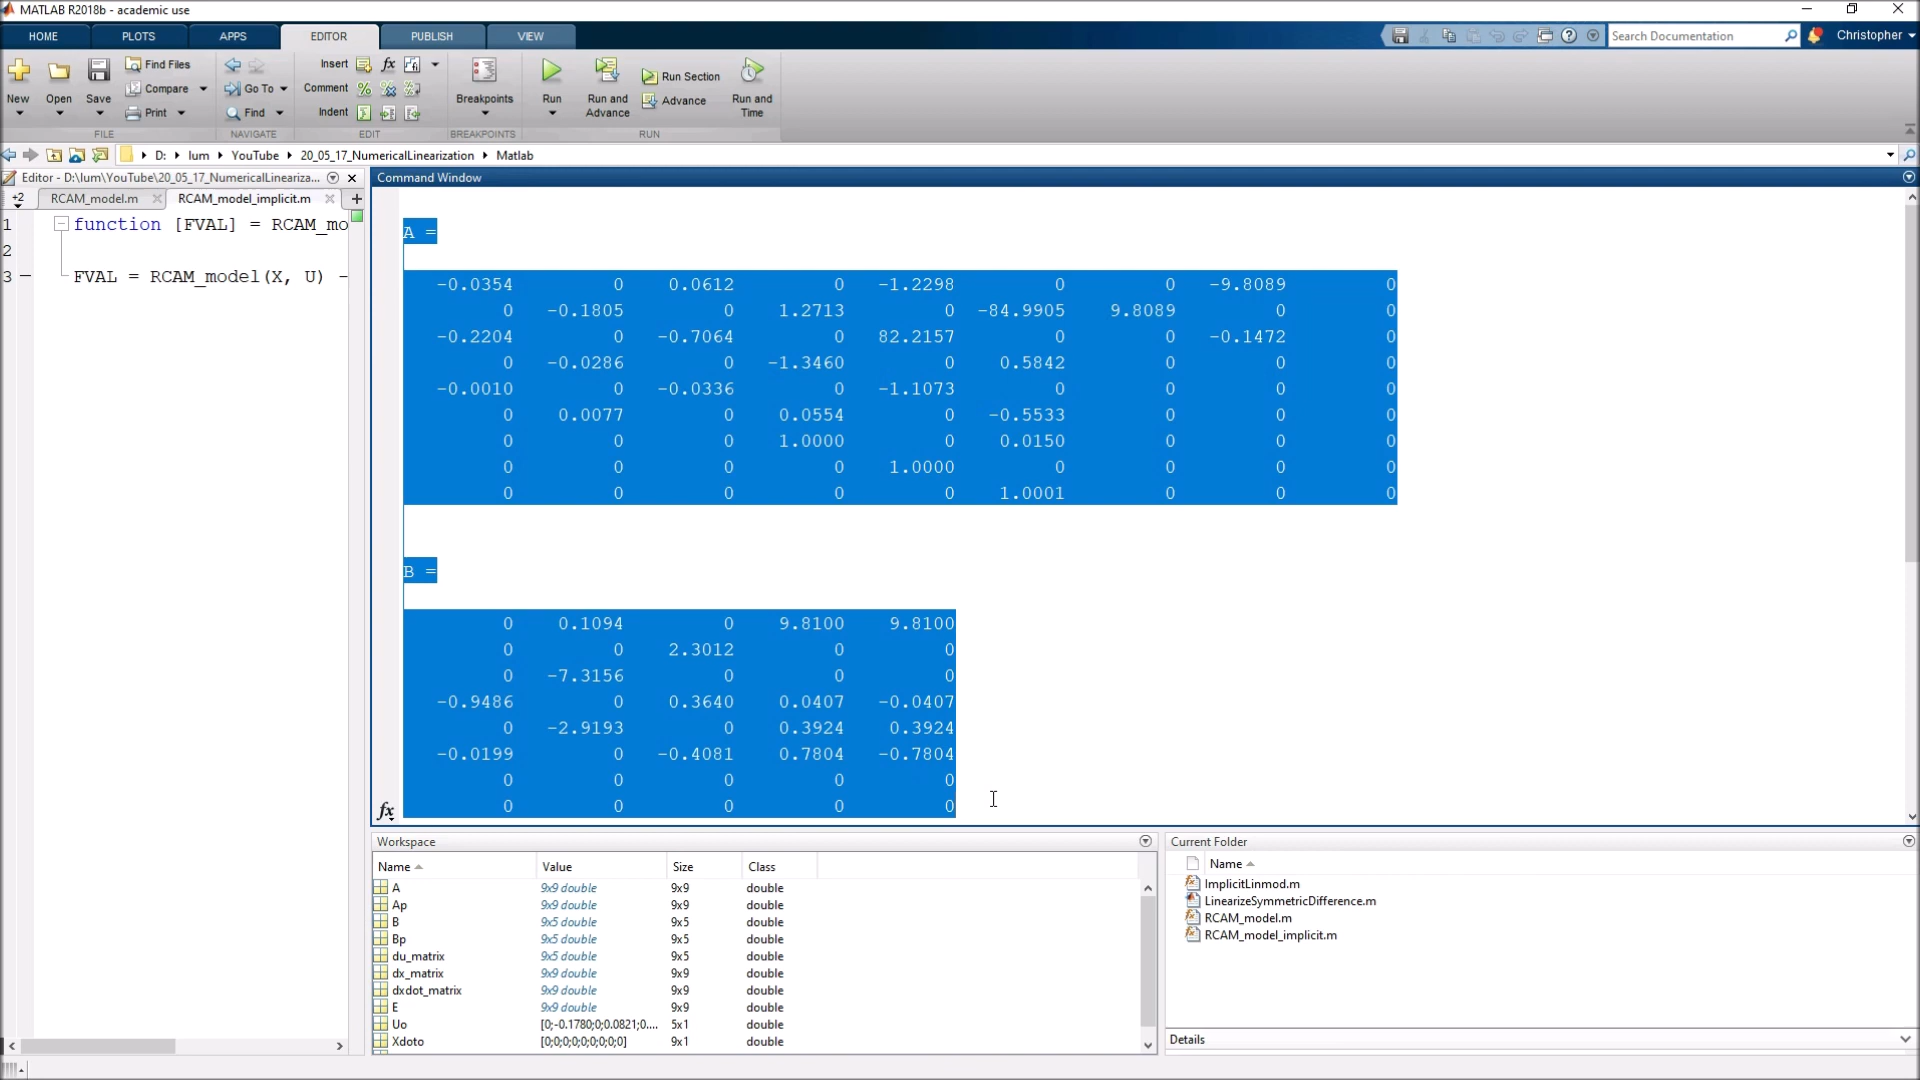 MATLAB R2018b - academic use
HOME PLOTS APPS EDITOR PUBLISH VIEW
Search Documentation
Christopher
New Open Save
Find Files
Compare
Print
FILE
Go To
Find
NAVIGATE
Insert fx
Comment
Indent
EDIT
Breakpoints
BREAKPOINTS
Run
Run and Advance
Run Section
Advance
Run and Time
RUN
D: lum YouTube 20_05_17_NumericalLinearization Matlab
Editor - D:\lum\YouTube\20_05_17_NumericalLineariza...
+2 RCAM_model.m RCAM_model_implicit.m
1 function [FVAL] = RCAM_mo
2
3 FVAL = RCAM_model(X, U) -
Command Window
A =
-0.0354 0 0.0612 0 -1.2298 0 0 -9.8089 0
0 -0.1805 0 1.2713 0 -84.9905 9.8089 0 0
-0.2204 0 -0.7064 0 82.2157 0 0 -0.1472 0
0 -0.0286 0 -1.3460 0 0.5842 0 0 0
-0.0010 0 -0.0336 0 -1.1073 0 0 0 0
0 0.0077 0 0.0554 0 -0.5533 0 0 0
0 0 0 1.0000 0 0.0150 0 0 0
0 0 0 0 1.0000 0 0 0 0
0 0 0 0 0 1.0001 0 0 0
B =
0 0.1094 0 9.8100 9.8100
0 0 2.3012 0 0
0 -7.3156 0 0 0
-0.9486 0 0.3640 0.0407 -0.0407
0 -2.9193 0 0.3924 0.3924
-0.0199 0 -0.4081 0.7804 -0.7804
0 0 0 0 0
0 0 0 0 0
fx
Workspace
Name Value Size Class
A 9x9 double 9x9 double
Ap 9x9 double 9x9 double
B 9x5 double 9x5 double
Bp 9x5 double 9x5 double
du_matrix 9x5 double 9x5 double
dx_matrix 9x9 double 9x9 double
dxdot_matrix 9x9 double 9x9 double
E 9x9 double 9x9 double
Uo [0;-0.1780;0;0.0821;0.... 5x1 double
Xdoto [0;0;0;0;0;0;0;0;0] 9x1 double
Current Folder
Name
ImplicitLinmod.m
LinearizeSymmetricDifference.m
RCAM_model.m
RCAM_model_implicit.m
Details